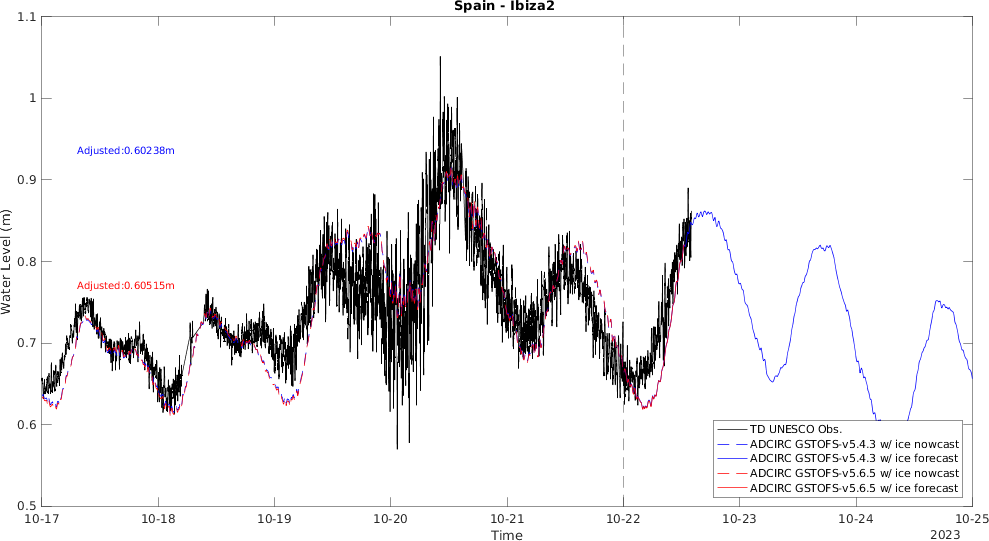 Spain - Ibiza2
1.1
1
0.9
0.8
0.7
0.6
0.5
Water Level (m)
Adjusted:0.60238m
Adjusted:0.60515m
TD UNESCO Obs.
ADCIRC GSTOFS-v5.4.3 w/ ice nowcast
ADCIRC GSTOFS-v5.4.3 w/ ice forecast
ADCIRC GSTOFS-v5.6.5 w/ ice nowcast
ADCIRC GSTOFS-v5.6.5 w/ ice forecast
10-17 10-18 10-19 10-20 10-21 10-22 10-23 10-24 10-25
Time
2023